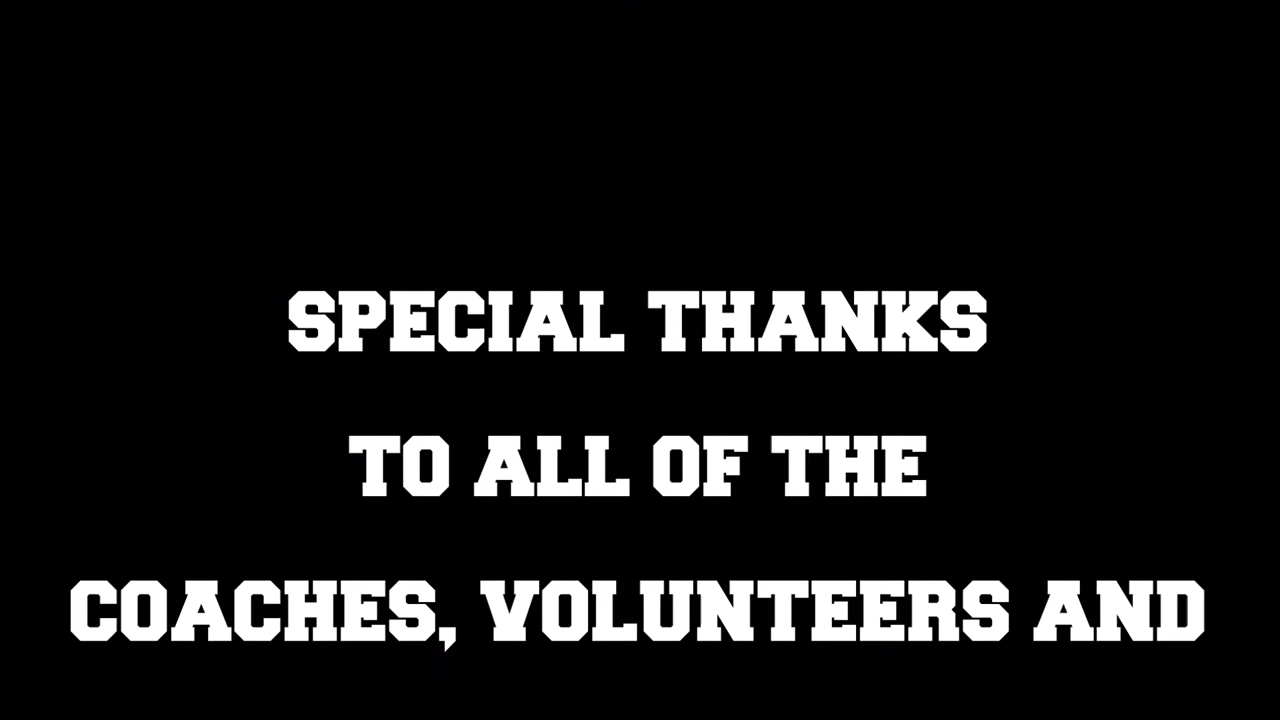 SPECIAL THANKS
TO ALL OF THE
COACHES, VOLUNTEERS AND